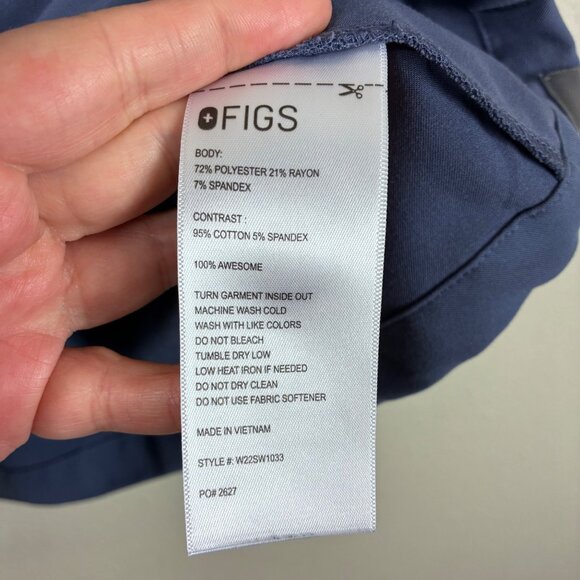 FIGS
BODY:
72% POLYESTER 21% RAYON
7% SPANDEX
CONTRAST :
95% COTTON 5% SPANDEX
100% AWESOME
TURN GARMENT INSIDE OUT
MACHINE WASH COLD
WASH WITH LIKE COLORS
DO NOT BLEACH
TUMBLE DRY LOW
LOW HEAT IRON IF NEEDED
DO NOT DRY CLEAN
DO NOT USE FABRIC SOFTENER
MADE IN VIETNAM
STYLE #: W22SW1033
PO# 2627